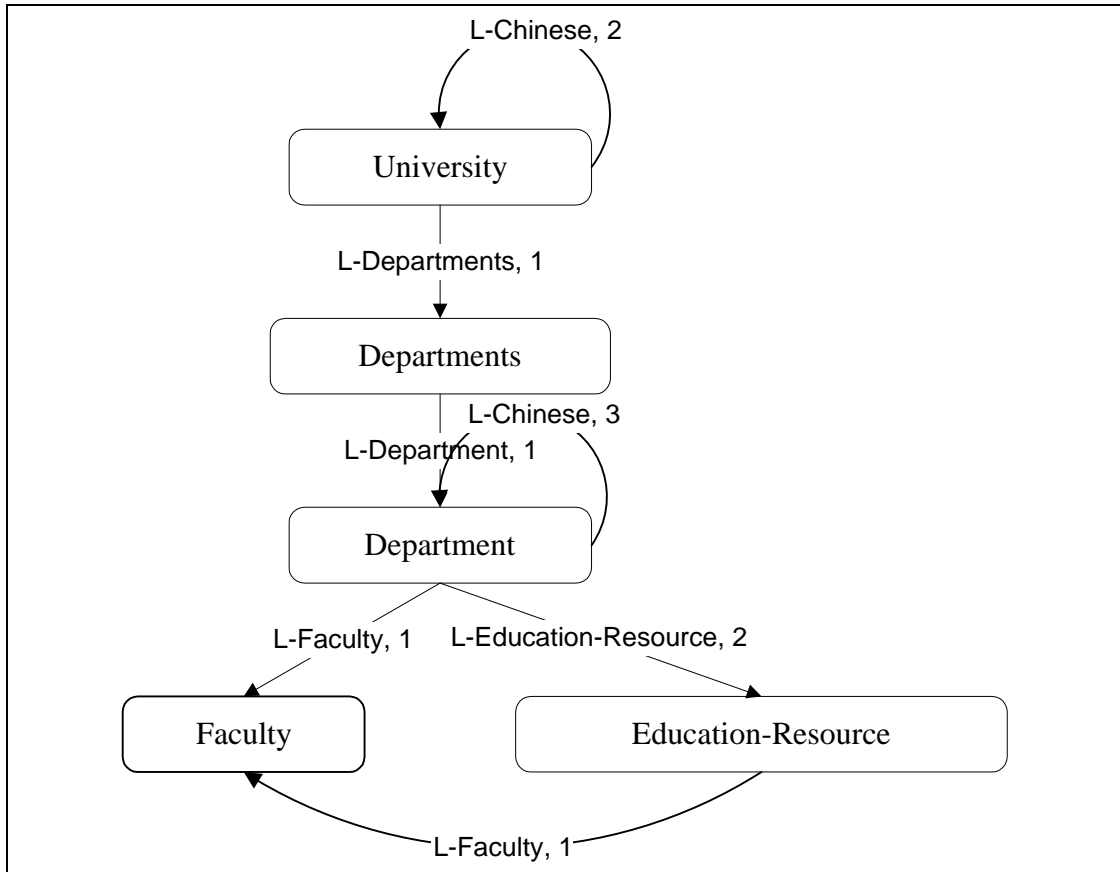 L-Chinese, 2
University
L-Departments, 1
Departments
L-Chinese, 3
L-Department, 1
Department
L-Faculty, 1
L-Education-Resource, 2
Faculty
Education-Resource
L-Faculty, 1